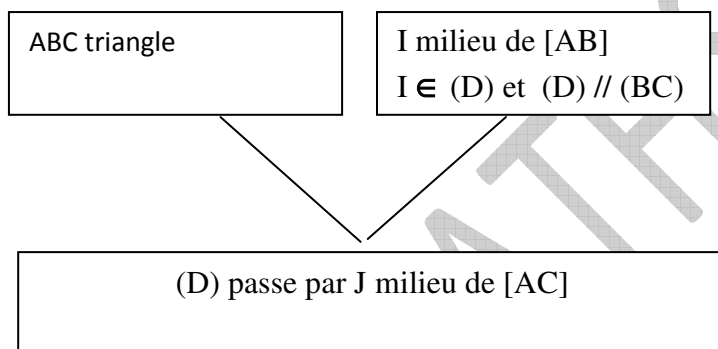 ABC triangle
I milieu de [AB]
I ∈ (D) et (D) // (BC)
(D) passe par J milieu de [AC]